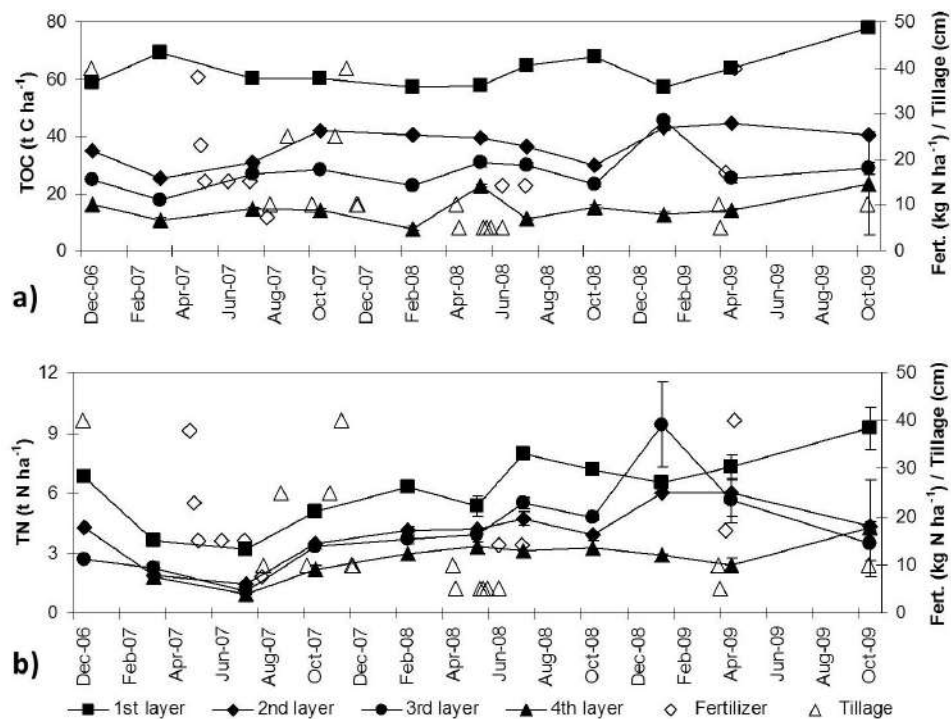 80
60
40
20
0
TOC (t C ha⁻¹)
50
40
30
20
10
0
Fert. (kg N ha⁻¹) / Tillage (cm)
Dec-06
Feb-07
Apr-07
Jun-07
Aug-07
Oct-07
Dec-07
Feb-08
Apr-08
Jun-08
Aug-08
Oct-08
Dec-08
Feb-09
Apr-09
Jun-09
Aug-09
Oct-09
a)
12
9
6
3
0
TN (t N ha⁻¹)
50
40
30
20
10
0
Fert. (kg N ha⁻¹) / Tillage (cm)
Dec-06
Feb-07
Apr-07
Jun-07
Aug-07
Oct-07
Dec-07
Feb-08
Apr-08
Jun-08
Aug-08
Oct-08
Dec-08
Feb-09
Apr-09
Jun-09
Aug-09
Oct-09
b)
1st layer 2nd layer 3rd layer 4th layer Fertilizer Tillage